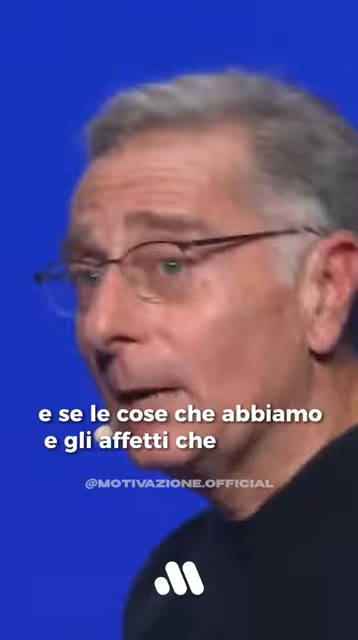 e se le cose che abbiamo
e gli affetti che
@MOTIVAZIONE.OFFICIAL